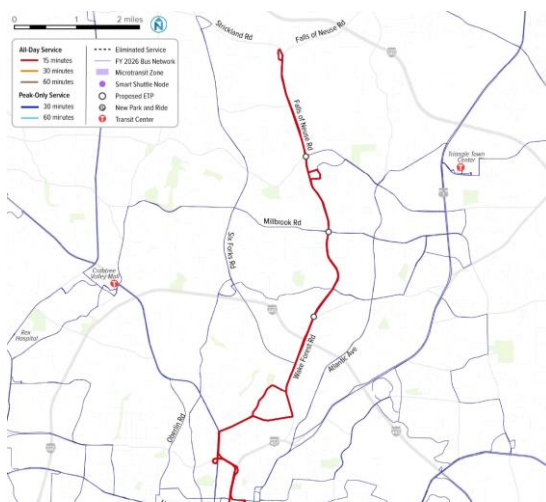 0 1 2 miles
N
All-Day Service
15 minutes
30 minutes
60 minutes
Peak-Only Service
30 minutes
60 minutes
Eliminated Service
FY 2026 Bus Network
Microtransit Zone
Smart Shuttle Node
Proposed ETP
P New Park and Ride
T Transit Center
Strickland Rd
Falls of Neuse Rd
Falls of Neuse Rd
Triangle Town
Center
T
Millbrook Rd
Six Forks Rd
Crabtree
Valley Mall
T
Rex
Hospital
Wake Forest Rd
Atlantic Ave
Oberlin Rd